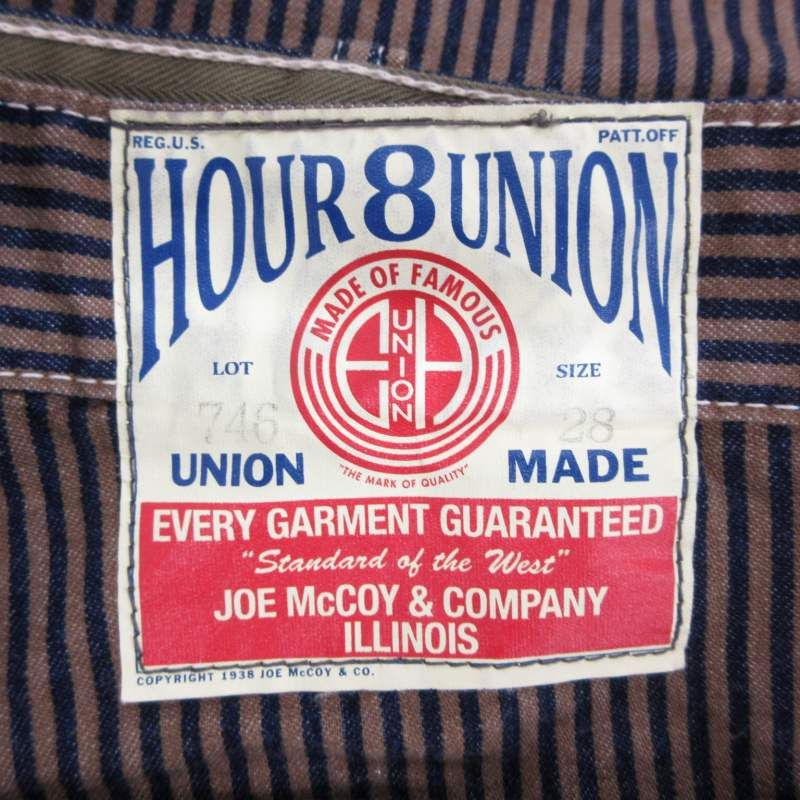 REG.U.S. PATT.OFF
HOUR 8 UNION
MADE OF FAMOUS
UNION
LOT SIZE
746 28
"THE MARK OF QUALITY"
UNION MADE
EVERY GARMENT GUARANTEED
"Standard of the West"
JOE McCOY & COMPANY
ILLINOIS
COPYRIGHT 1938 JOE McCOY & CO.